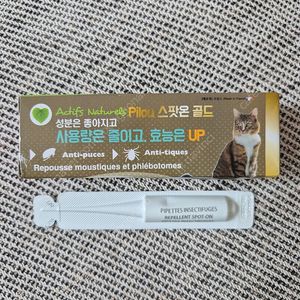 Actifs Naturels Pilou 스팟온 골드
성분은 좋아지고
사용량은 줄이고, 효능은 UP
Anti-puces Anti-tiques
Repousse moustiques et phlébotomes
PIPETTES INSECTIFUGES
REPELLENT SPOT-ON